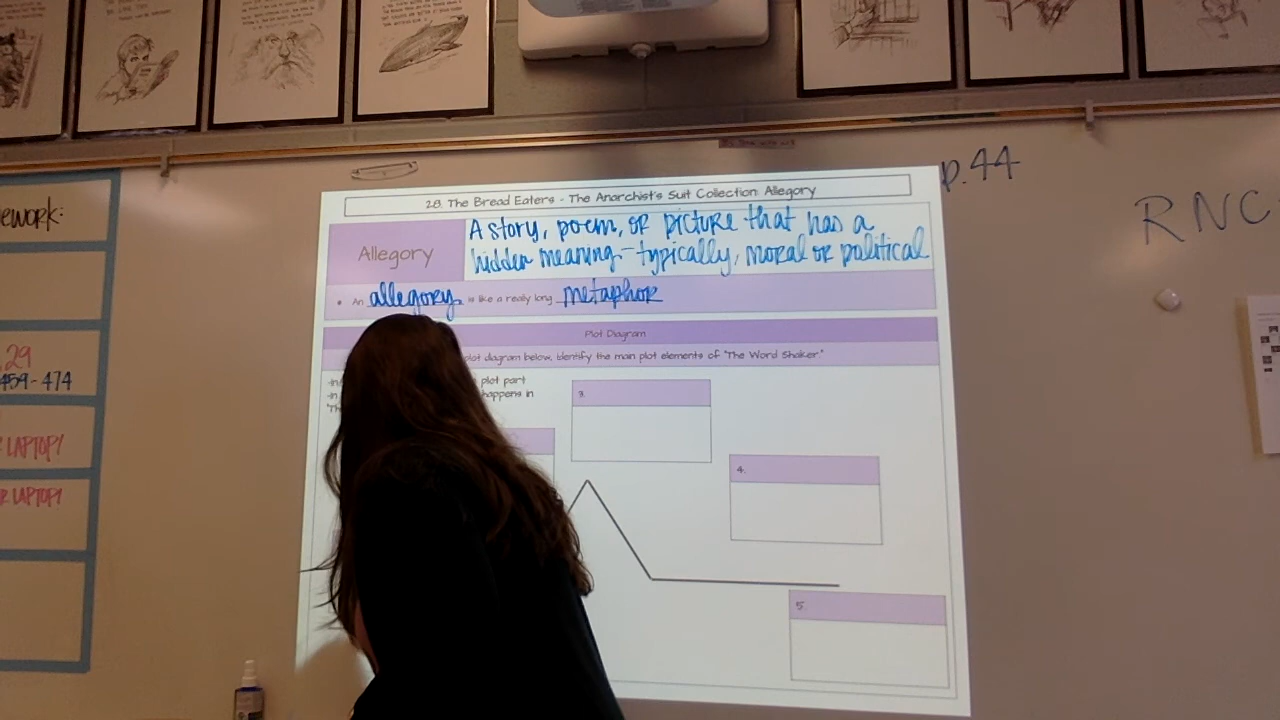 p.44
RNC
28. The Bread Eaters - The Anarchist's Suit Collection: Allegory
Allegory
A story, poem, or picture that has a
hidden meaning - typically, moral or political
An allegory is like a really long metaphor
Plot Diagram
plot diagram below, identify the main plot elements of "The Word Shaker."
plot part
happens in
3.
4.
5.
ework:
29
459-474
LAPTOP!
R LAPTOP!